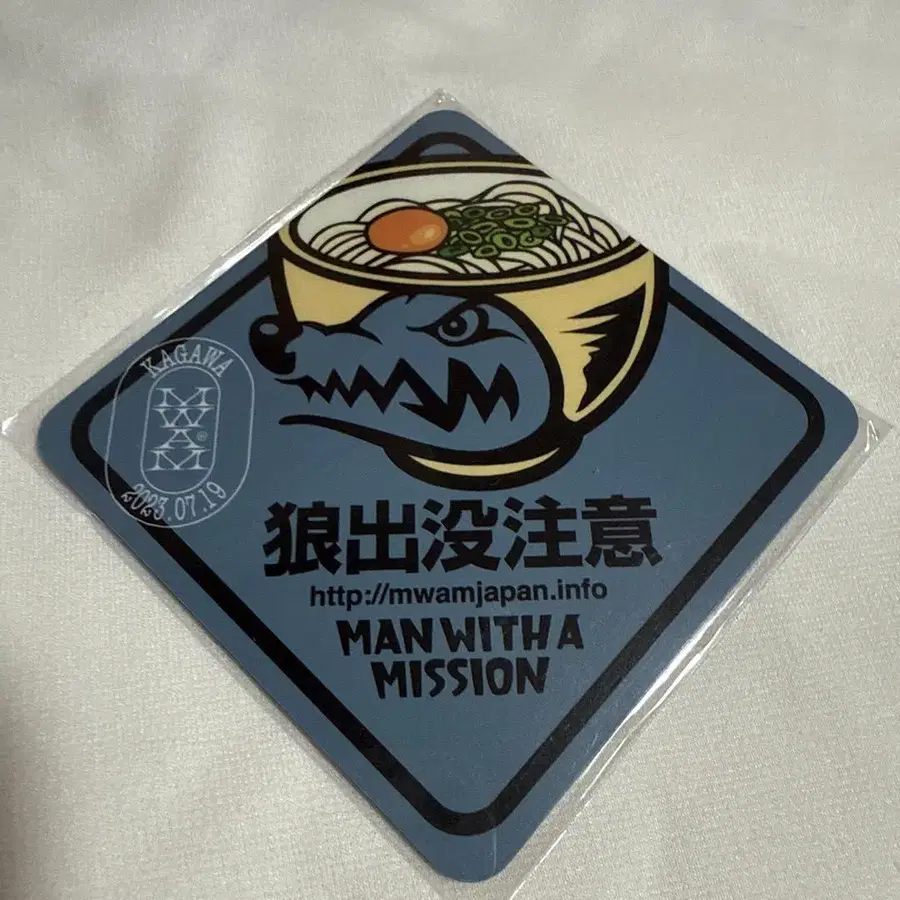 KAGAWA
MWAM®
2023.07.19
狼出没注意
http://mwamjapan.info
MAN WITH A
MISSION